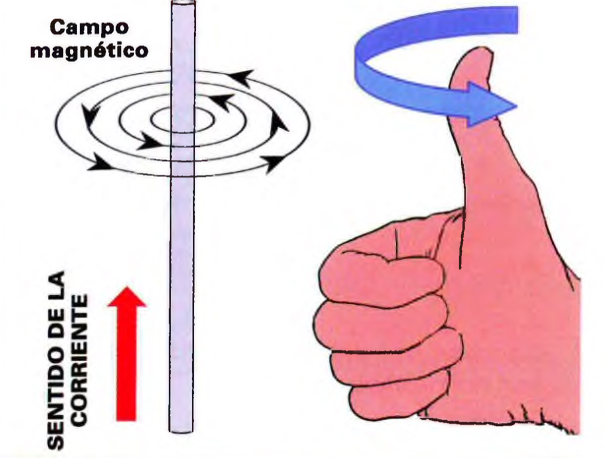 Campo
magnético
SENTIDO DE LA
CORRIENTE